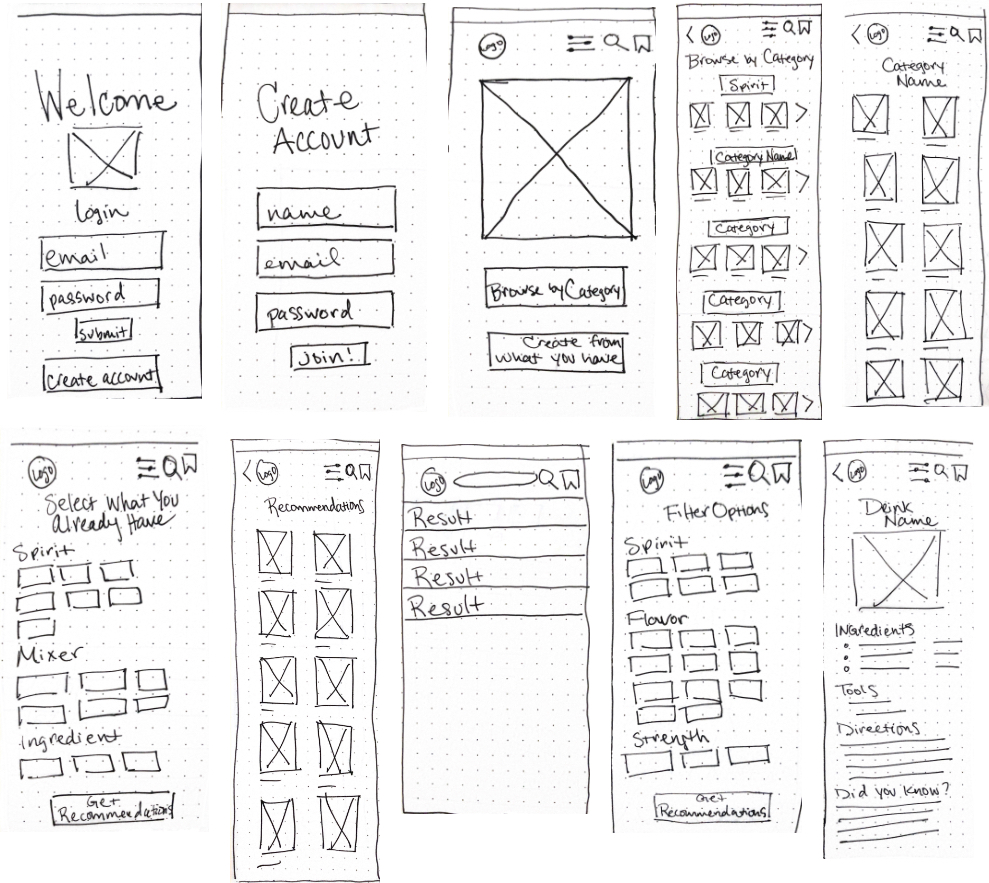 Welcome
Login
email
password
Submit
Create account
Create
Account
name
email
password
Join!
Logo
Browse by Category
Create from
What you have
Logo
Browse by Category
Spirit
Category Name
Category
Category
Category
Logo
Category
Name
Logo
Select What You
Already Have
Spirit
Mixer
Ingredient
Get
Recommendations
Logo
Recommendations
Logo
Result
Result
Result
Result
Logo
Filter Options
Spirit
Flavor
Strength
Get
Recommendations
Logo
Drink
Name
Ingredients
Tools
Directions
Did you know?